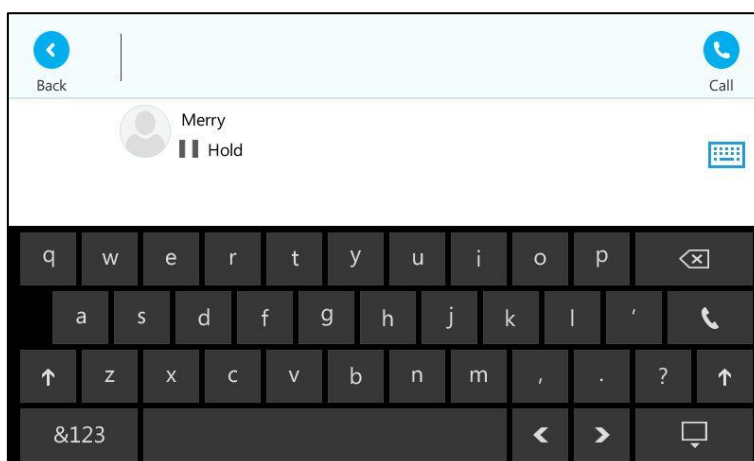 Back
Call
Merry
Hold
q w e r t y u i o p
a s d f g h j k l '
z x c v b n m , . ?
&123